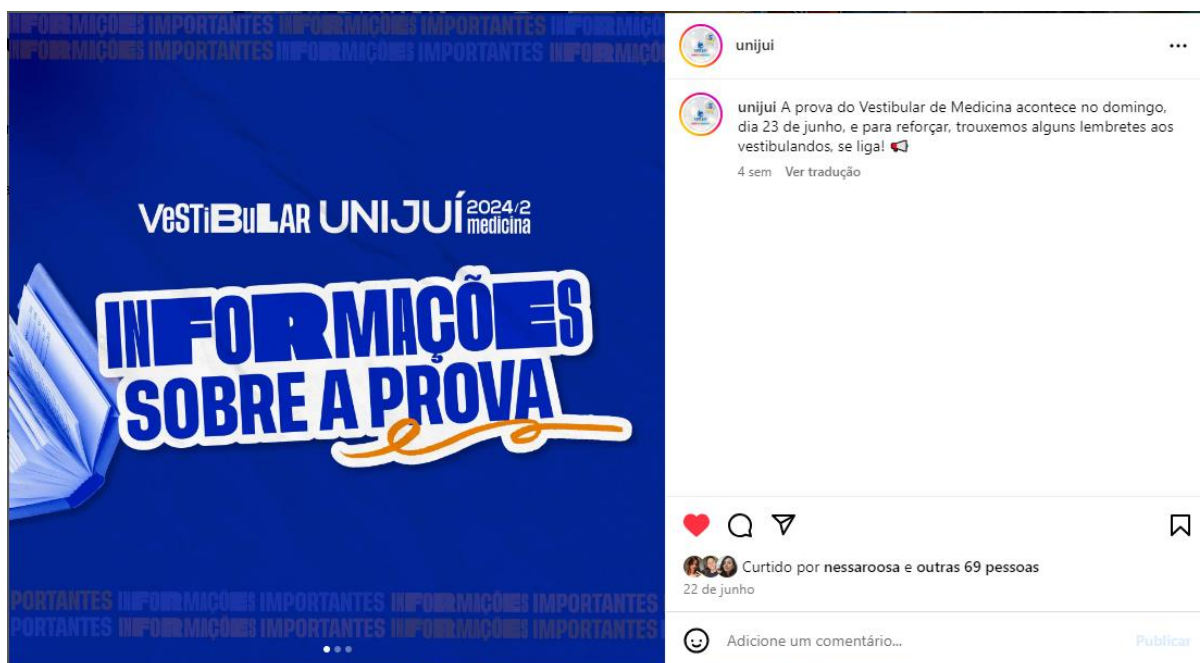 INFORMAÇÕES IMPORTANTES INFORMAÇÕES IMPORTANTES
INFORMAÇÕES IMPORTANTES INFORMAÇÕES IMPORTANTES
VeSTiBuLAR UNIJUÍ 2024/2
medicina
INFORMAÇÕES
SOBRE A PROVA
PORTANTES INFORMAÇÕES IMPORTANTES INFORMAÇÕES IMPORTANTES
PORTANTES INFORMAÇÕES IMPORTANTES INFORMAÇÕES IMPORTANTES
unijui
unijui A prova do Vestibular de Medicina acontece no domingo,
dia 23 de junho, e para reforçar, trouxemos alguns lembretes aos
vestibulandos, se liga! 📢
4 sem Ver tradução
Curtido por nessaroosa e outras 69 pessoas
22 de junho
Adicione um comentário...
Publicar